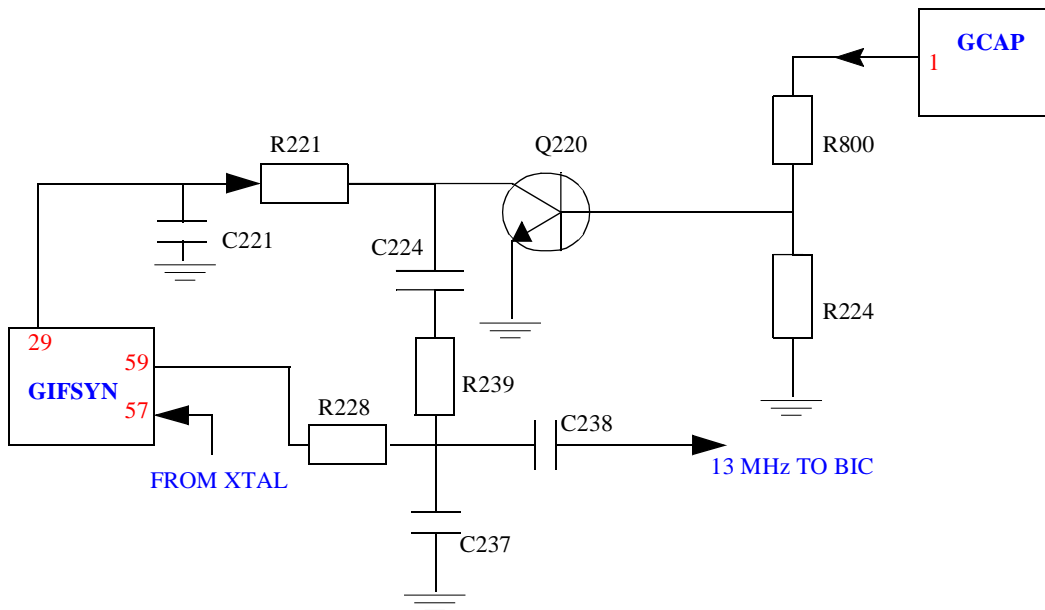 GCAP
1
R221
Q220
R800
C221
C224
R224
29
59
GIFSYN
57
R239
R228
C238
FROM XTAL
13 MHz TO BIC
C237